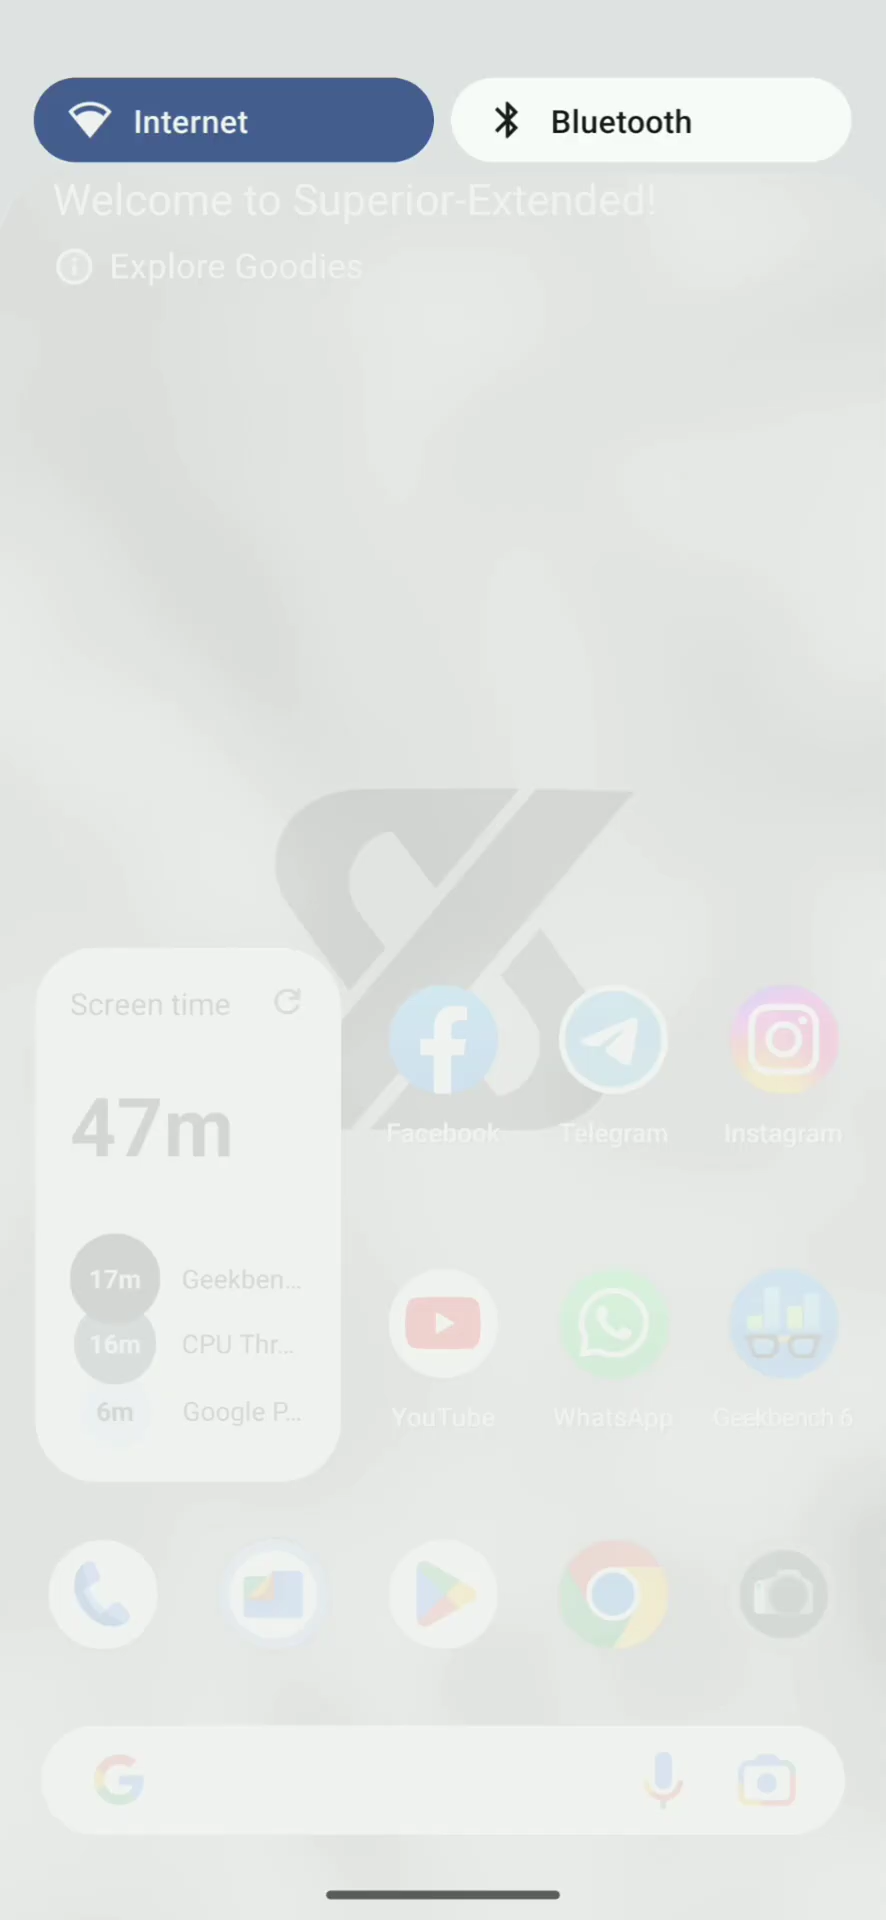 Internet
Bluetooth
Welcome to Superior-Extended!
Explore Goodies
Screen time
47m
17m Geekben...
16m CPU Thr...
6m Google P...
Facebook
Telegram
Instagram
YouTube
WhatsApp
Geekbench 6